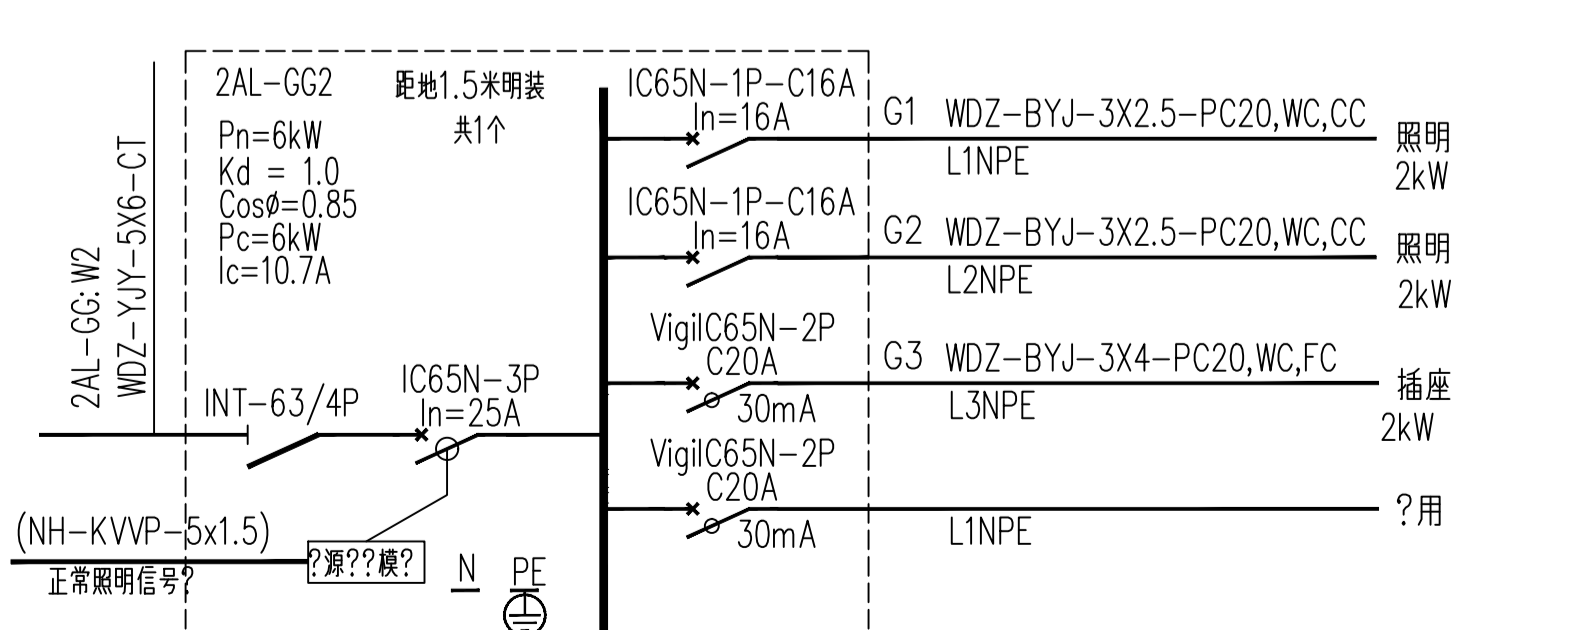 2AL-GG2
距地1.5米明装
共1个
Pn=6kW
Kd = 1.0
Cosø=0.85
Pc=6kW
Ic=10.7A
2AL-GG:W2
WDZ-YJY-5X6-CT
INT-63/4P
IC65N-3P
In=25A
IC65N-1P-C16A
In=16A
G1
WDZ-BYJ-3X2.5-PC20,WC,CC
L1NPE
照明
2kW
IC65N-1P-C16A
In=16A
G2
WDZ-BYJ-3X2.5-PC20,WC,CC
L2NPE
照明
2kW
VigiIC65N-2P
C20A
30mA
G3
WDZ-BYJ-3X4-PC20,WC,FC
L3NPE
插座
2kW
VigiIC65N-2P
C20A
30mA
L1NPE
?用
(NH-KVVP-5x1.5)
正常照明信号?
?源??模?
N
PE